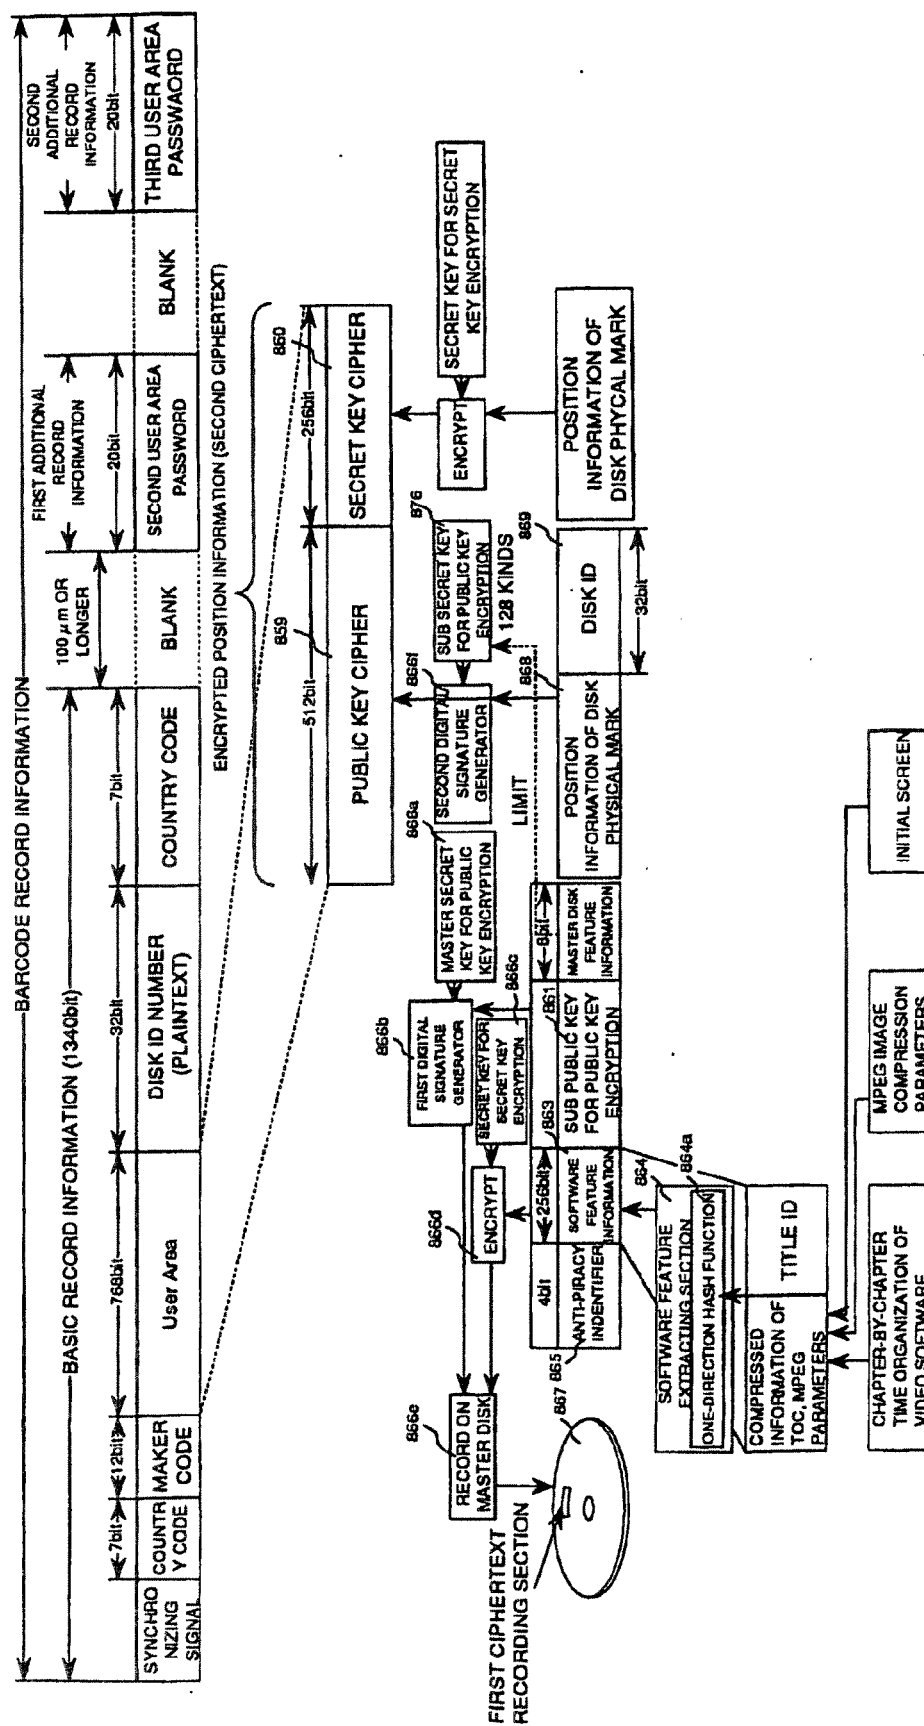 BARCODE RECORD INFORMATION
BASIC RECORD INFORMATION (1340bit)
100 μm OR
LONGER
FIRST ADDITIONAL
RECORD
INFORMATION
SECOND
ADDITIONAL
RECORD
INFORMATION
7bit
12bit
768bit
32bit
7bit
20bit
20bit
SYNCHRO
NIZING
SIGNAL
COUNTR
Y CODE
MAKER
CODE
User Area
DISK ID NUMBER
(PLAINTEXT)
COUNTRY CODE
BLANK
SECOND USER AREA
PASSWORD
BLANK
THIRD USER AREA
PASSWAORD
ENCRYPTED POSITION INFORMATION (SECOND CIPHERTEXT)
512bit
859
256bit
860
PUBLIC KEY CIPHER
SECRET KEY CIPHER
866e
RECORD ON
MASTER DISK
866d
ENCRYPT
866b
FIRST DIGITAL
SIGNATURE
GENERATOR
SECRET KEY FOR
SECRET KEY
ENCRYPTION
866c
866a
MASTER SECRET
KEY FOR PUBLIC
KEY ENCRYPTION
866f
SECOND DIGITAL
SIGNATURE
GENERATOR
876
SUB SECRET KEY
FOR PUBLIC KEY
ENCRYPTION
128 KINDS
ENCRYPT
SECRET KEY FOR SECRET
KEY ENCRYPTION
LIMIT
FIRST CIPHERTEXT
RECORDING SECTION
867
865
4bit
ANTI-PIRACY
INDENTIFIER
256bit
863
SOFTWARE
FEATURE
INFORMATION
861
SUB PUBLIC KEY
FOR PUBLIC KEY
ENCRYPTION
8bit
MASTER DISK
FEATURE
INFORMATION
868
POSITION
INFORMATION OF DISK
PHYSICAL MARK
869
DISK ID
32bit
POSITION
INFORMATION OF
DISK PHYCAL MARK
864
864a
SOFTWARE FEATURE
EXTRACTING SECTION
ONE-DIRECTION HASH FUNCTION
COMPRESSED
INFORMATION OF
TOC, MPEG
PARAMETERS
TITLE ID
CHAPTER-BY-CHAPTER
TIME ORGANIZATION OF
VIDEO SOFTWARE
MPEG IMAGE
COMPRESSION
PARAMETERS
INITIAL SCREEN